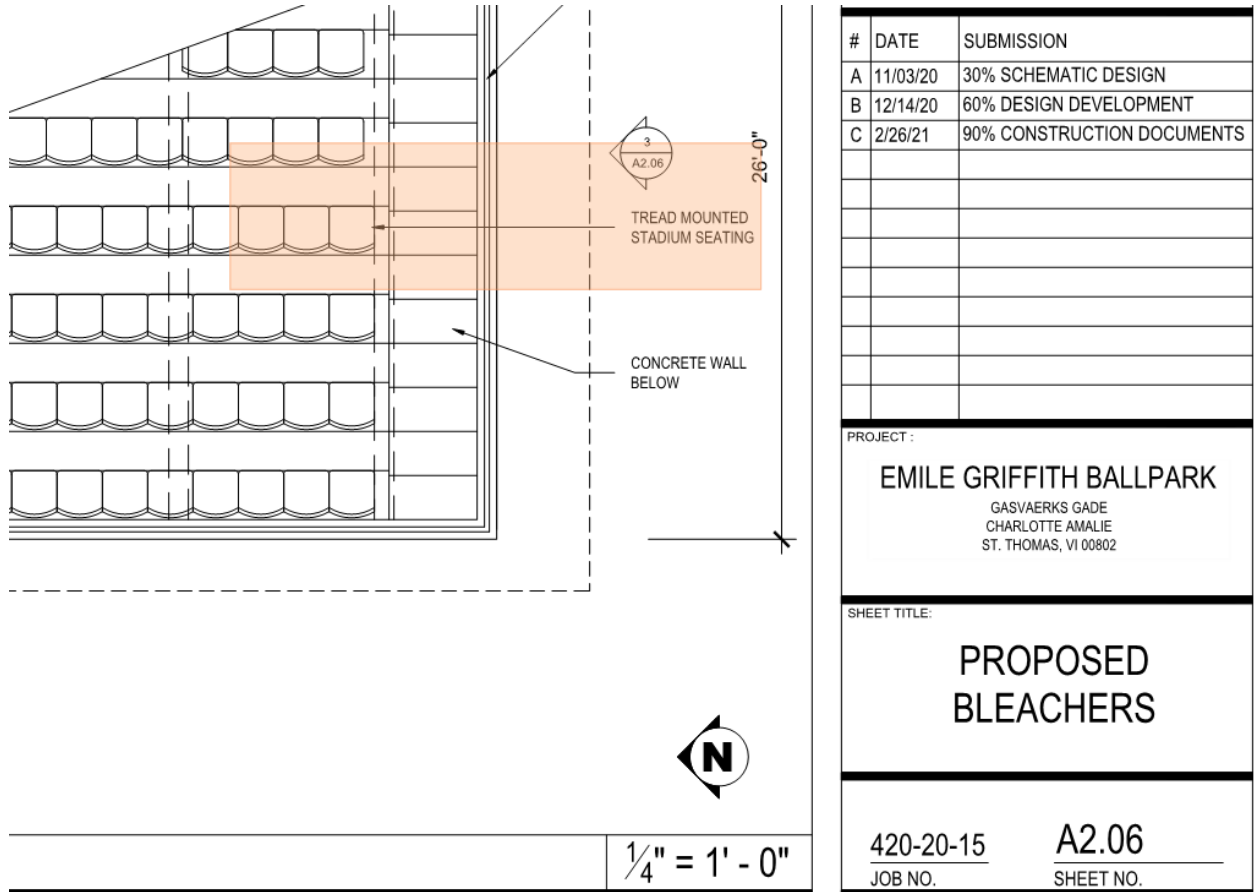 3
A2.06
26'-0"
TREAD MOUNTED
STADIUM SEATING
CONCRETE WALL
BELOW
N
1/4" = 1' - 0"
# DATE SUBMISSION
A 11/03/20 30% SCHEMATIC DESIGN
B 12/14/20 60% DESIGN DEVELOPMENT
C 2/26/21 90% CONSTRUCTION DOCUMENTS
PROJECT :
EMILE GRIFFITH BALLPARK
GASVAERKS GADE
CHARLOTTE AMALIE
ST. THOMAS, VI 00802
SHEET TITLE:
PROPOSED
BLEACHERS
420-20-15 A2.06
JOB NO. SHEET NO.